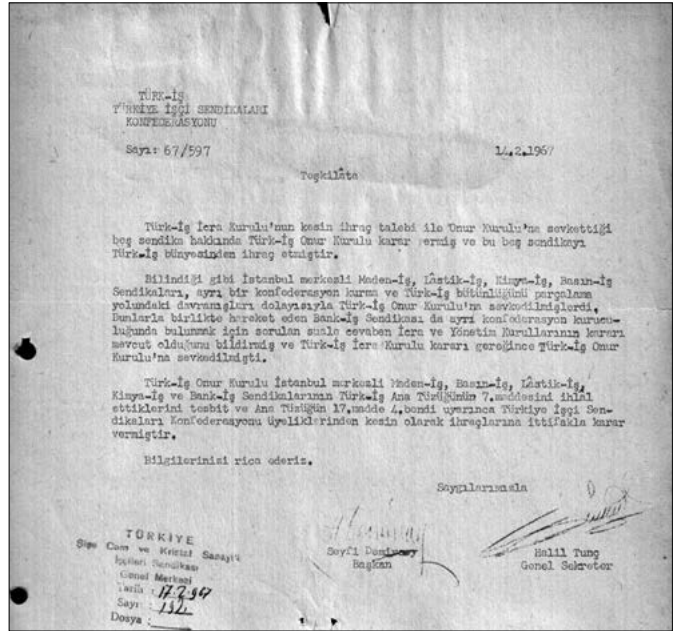 TÜRK-İŞ
TÜRKİYE İŞÇİ SENDİKALARI
KONFEDERASYONU
Sayı: 67/597
14.2.1967
Teşkilâta
Türk-İş İcra Kurulu'nun kesin ihraç talebi ile Onur Kurulu'na sevkettiği
beş sendika hakkında Türk-İş Onur Kurulu karar vermiş ve bu beş sendikayı
Türk-İş bünyesinden ihraç etmiştir.
Bilindiği gibi İstanbul merkezli Maden-İş, Lâstik-İş, Kimya-İş, Basın-İş
Sendikaları, ayrı bir konfederasyon kurma ve Türk-İş bütünlüğünü parçalama
yolundaki davranışları dolayısıyla Türk-İş Onur Kurulu'na sevkedilmişlerdi.
Bunlarla birlikte hareket eden Bank-İş Sendikası da ayrı konfederasyon kurucu-
luğunda bulunmak için sorulan suale cevaben İcra ve Yönetim Kurullarının kararı
mevcut olduğunu bildirmiş ve Türk-İş İcra Kurulu kararı gereğince Türk-İş Onur
Kurulu'na sevkedilmişti.
Türk-İş Onur Kurulu İstanbul merkezli Maden-İş, Basın-İş, Lâstik-İş,
Kimya-İş ve Bank-İş Sendikalarının Türk-İş Ana Tüzüğünün 7.maddesini ihlal
ettiklerini tesbit ve Ana Tüzüğün 17.madde 4.bendi uyarınca Türkiye İşçi Sen-
dikaları Konfederasyonu üyeliklerinden kesin olarak ihraçlarına ittifakla karar
vermiştir.
Bilgilerinizi rica ederiz.
Saygılarımızla
Seyfi Demirsoy
Başkan
Halil Tunç
Genel Sekreter
TÜRKİYE
Şişe Cam ve Kristal Sanayii
İşçileri Sendikası
Genel Merkezi
Tarih : 17.2.967
Sayı :
Dosya :